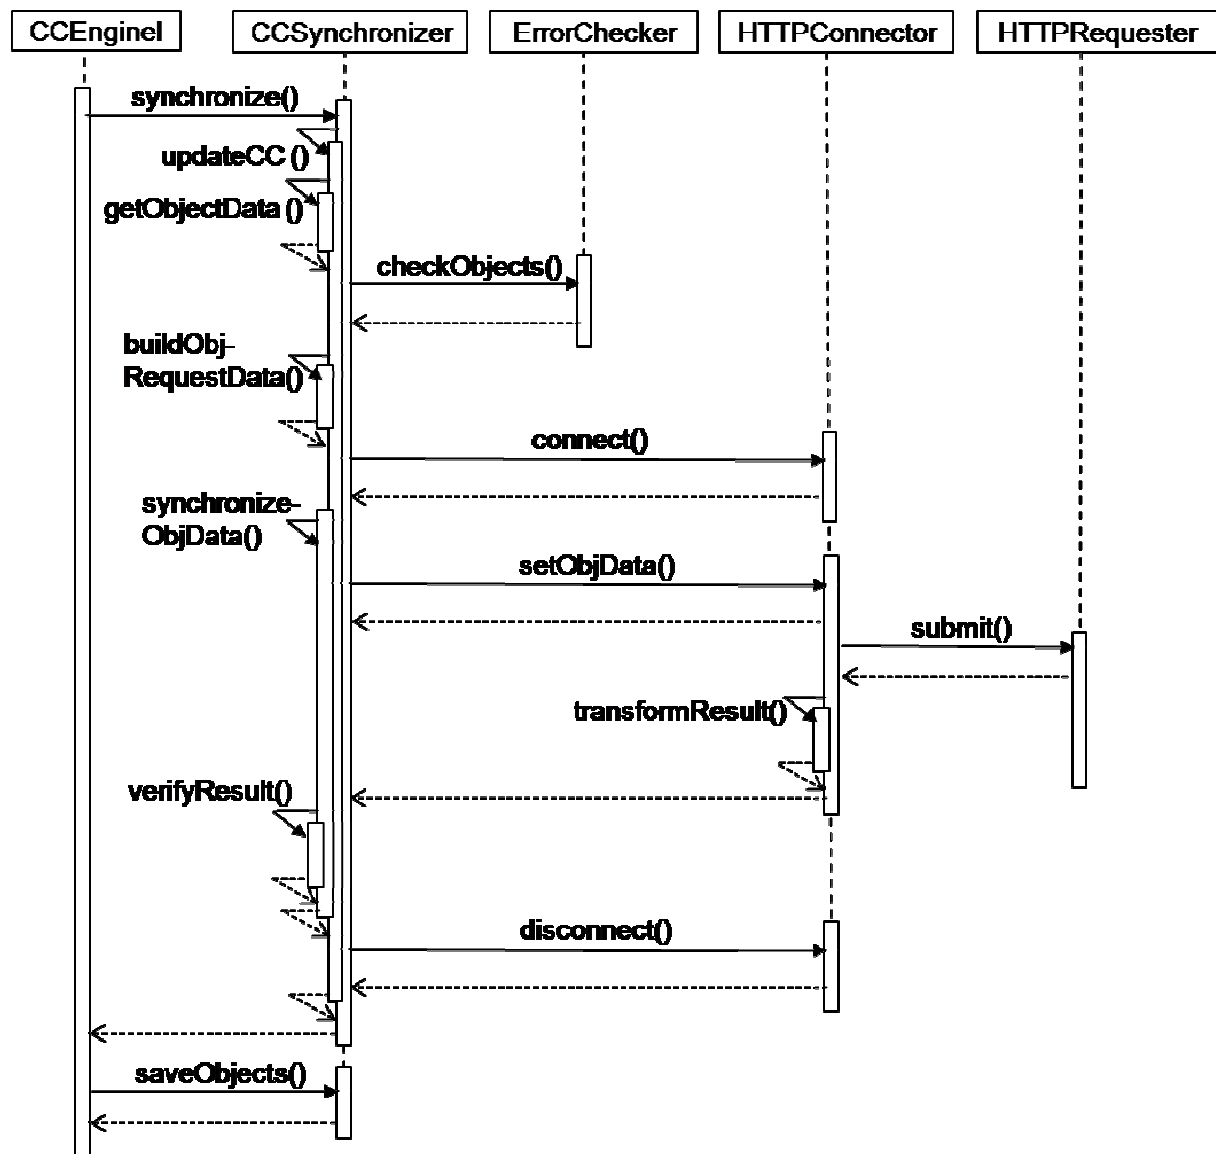 CCEngineI
CCSynchronizer
ErrorChecker
HTTPConnector
HTTPRequester
synchronize()
updateCC ()
getObjectData ()
checkObjects()
buildObj-
RequestData()
connect()
synchronize-
ObjData()
setObjData()
submit()
transformResult()
verifyResult()
disconnect()
saveObjects()